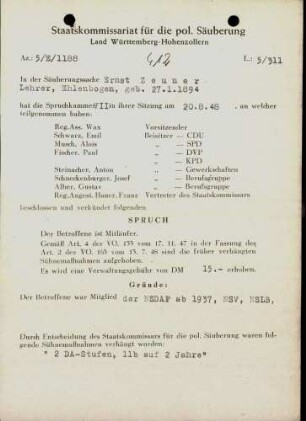 Staatskommissariat für die pol. Säuberung
Land Württemberg-Hohenzollern
Az.: 5/Z/1188
L.: 5/311
In der Säuberungssache Ernst Zeuner
Lehrer, Ehlenbogen, geb. 27.1.1894
hat die Spruchkammer II in ihrer Sitzung am 20.8.48 , an welcher
teilgenommen haben:
Reg.Ass. Wax Vorsitzender
Schwarz, Emil Beisitzer — CDU
Musch, Alois „ — SPD
Fischer, Paul „ — DVP
„ — KPD
Steinacher, Anton „ — Gewerkschaften
Schneckenburger, Josef „ — Berufsgruppe
Alber, Gustav „ — Berufsgruppe
Reg.Angest. Hauer, Franz Vertreter des Staatskommissars
beschlossen und verkündet folgenden
SPRUCH
Der Betroffene ist Mitläufer.
Gemäß Art. 4 der VO. 133 vom 17. 11. 47 in der Fassung des
Art. 2 der VO. 165 vom 13. 7. 48 sind die früher verhängten
Sühnemaßnahmen aufgehoben.
Es wird eine Verwaltungsgebühr von DM 15.- erhoben.
Gründe:
Der Betroffene war Mitglied der NSDAP ab 1937, NSV, NSLB,
Durch Entscheidung des Staatskommissars für die pol. Säuberung waren folgende
Sühnemaßnahmen verhängt worden:
" 2 DA-Stufen, 11b auf 2 Jahre"